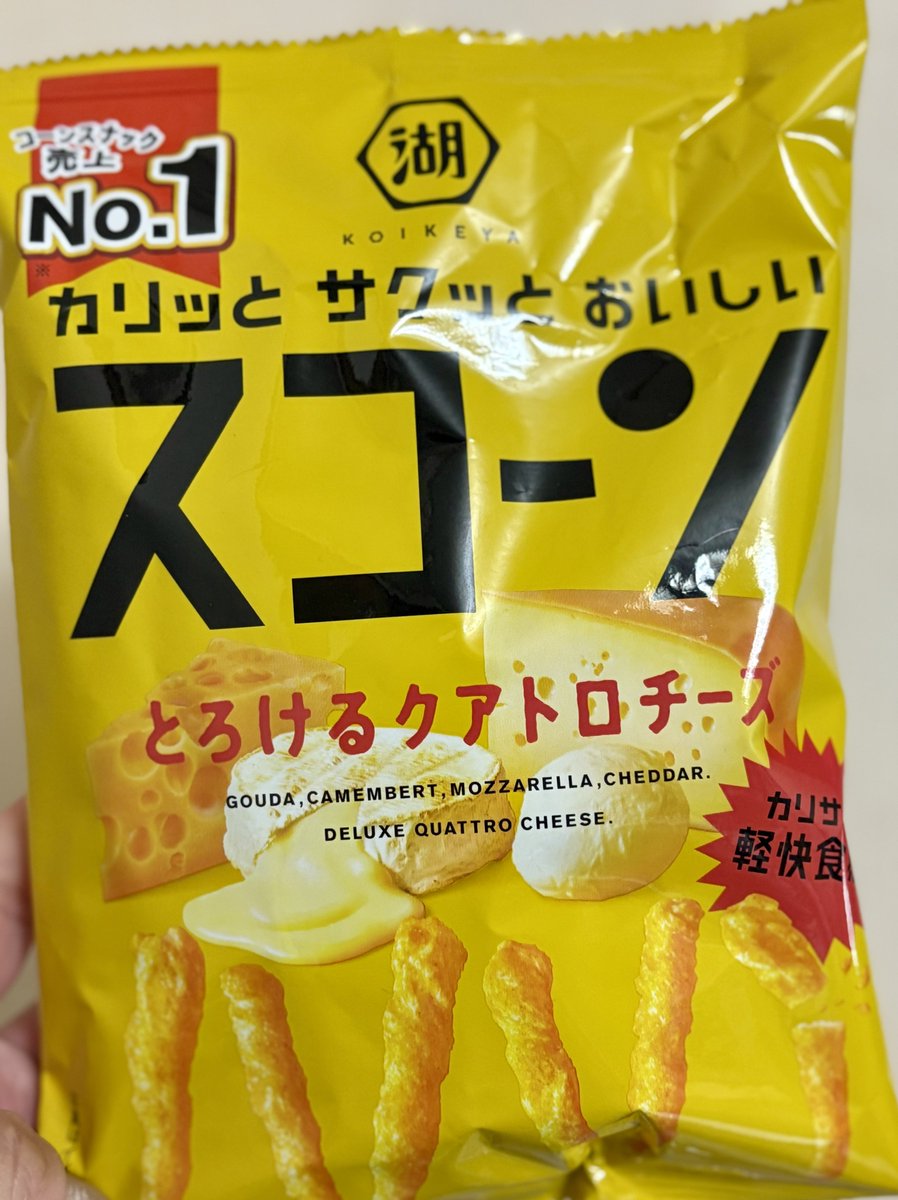 コーンスナック
売上
No.1
※
湖
KOIKEYA
カリッと サクッと おいしい
スコーン
とろけるクアトロチーズ
GOUDA,CAMEMBERT,MOZZARELLA,CHEDDAR.
DELUXE QUATTRO CHEESE.
カリサ
軽快食